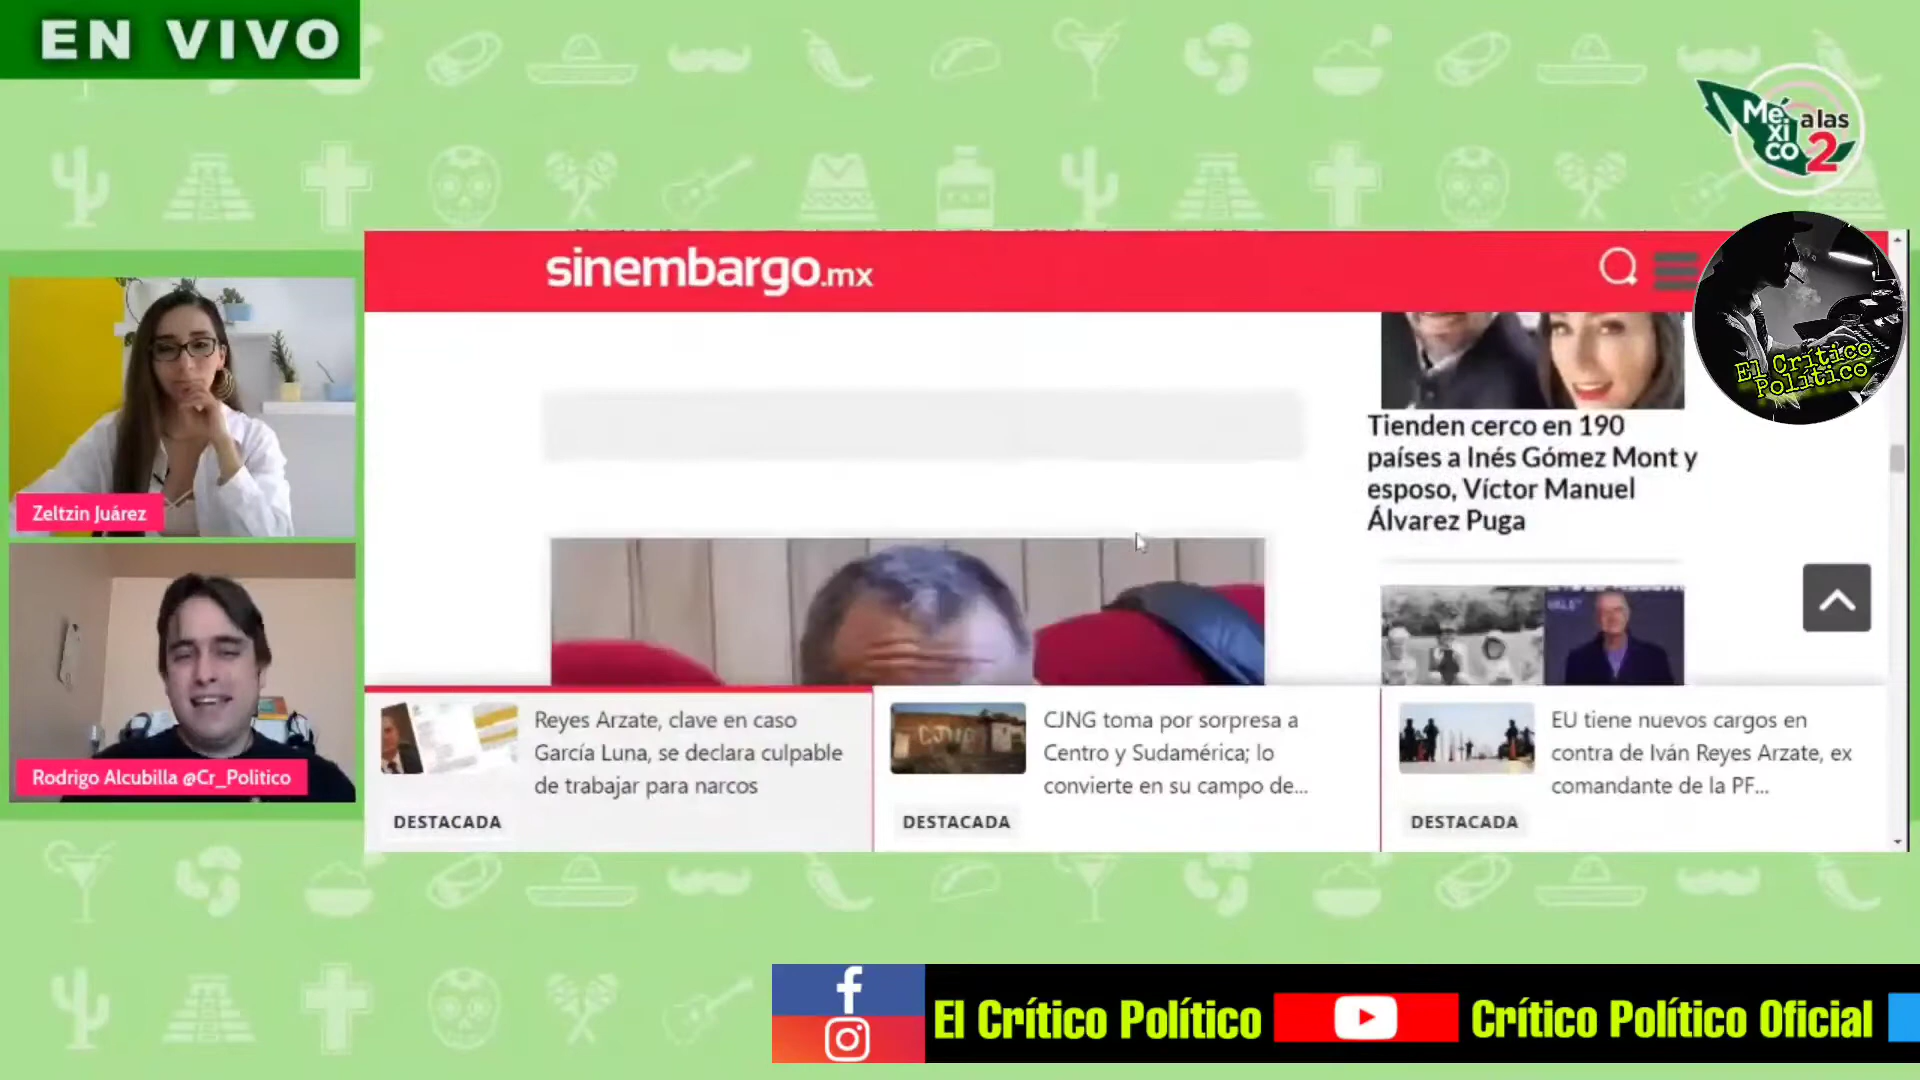 EN VIVO
México a las 2
sinembargo.mx
El Crítico
Político
Zeltzin Juárez
Rodrigo Alcubilla @Cr_Politico
Tienden cerco en 190
países a Inés Gómez Mont y
esposo, Víctor Manuel
Álvarez Puga
Reyes Arzate, clave en caso
García Luna, se declara culpable
de trabajar para narcos
DESTACADA
CJNG
CJNG toma por sorpresa a
Centro y Sudamérica; lo
convierte en su campo de...
DESTACADA
EU tiene nuevos cargos en
contra de Iván Reyes Arzate, ex
comandante de la PF...
DESTACADA
El Crítico Político
Crítico Político Oficial